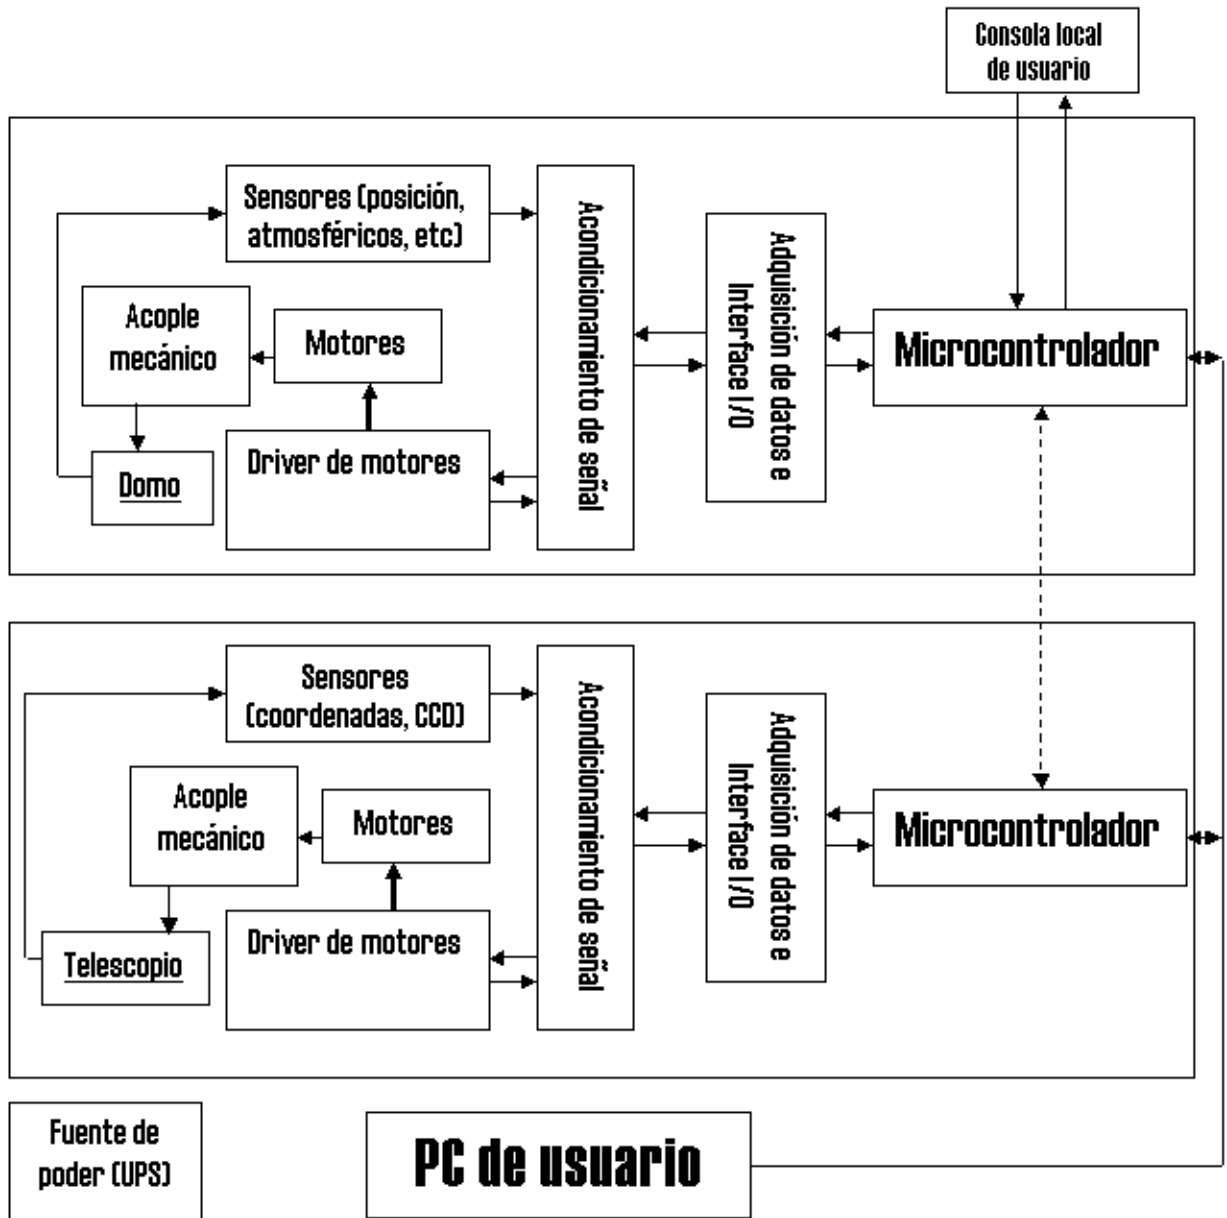 Consola local
de usuario
Sensores (posición,
atmosféricos, etc)
Acondicionamiento de señal
Adquisición de datos e
Interface I/O
Acople
mecánico
Motores
Microcontrolador
Driver de motores
Domo
Sensores
(coordenadas, CCD)
Acondicionamiento de señal
Adquisición de datos e
Interface I/O
Acople
mecánico
Motores
Microcontrolador
Driver de motores
Telescopio
Fuente de
poder (UPS)
PC de usuario